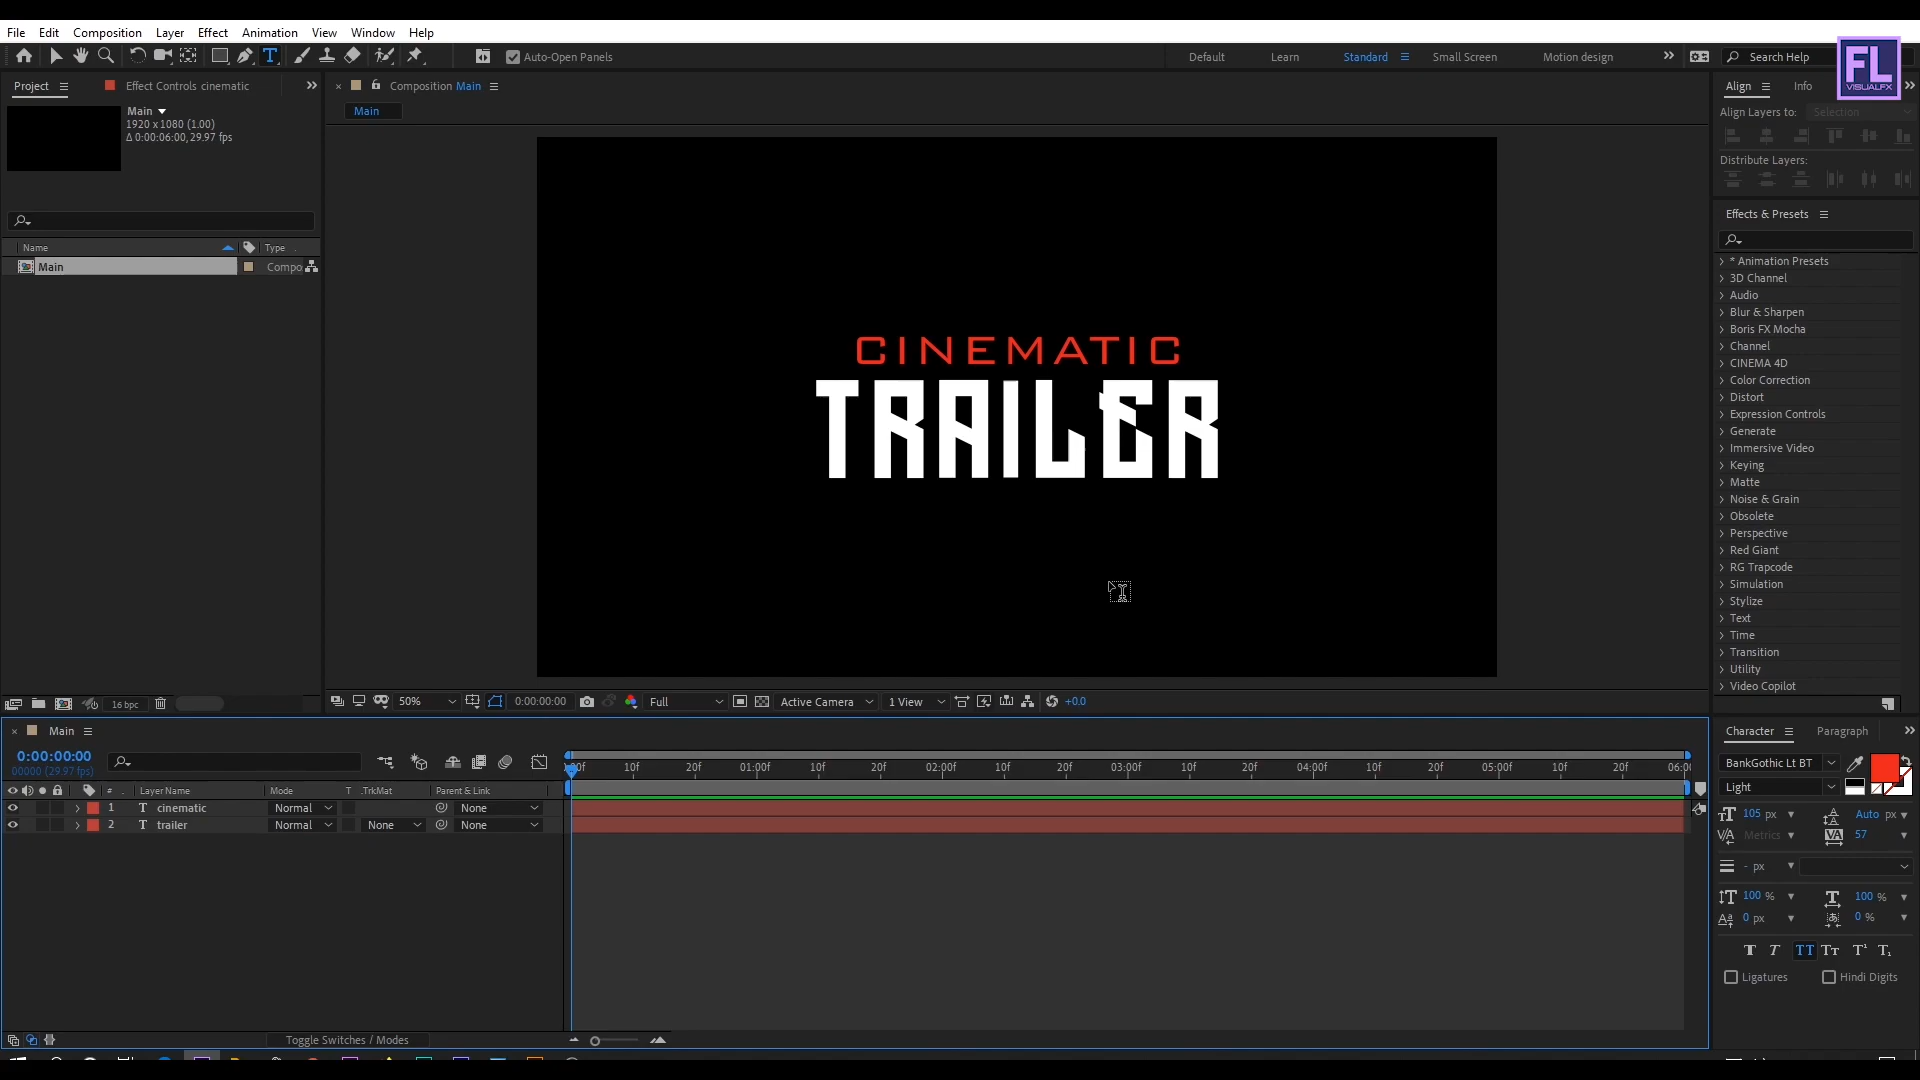 File Edit Composition Layer Effect Animation View Window Help
Auto-Open Panels
Default Learn Standard Small Screen Motion design
Search Help
FL
VISUALFX
Project
Effect Controls cinematic
Composition Main
Align Info
Main
Main
1920 x 1080 (1.00)
Δ 0:00:06:00, 29.97 fps
Align Layers to: Selection
Distribute Layers:
Effects & Presets
Name Type
Main Compo
* Animation Presets
3D Channel
Audio
Blur & Sharpen
Boris FX Mocha
Channel
CINEMA 4D
Color Correction
Distort
Expression Controls
Generate
Immersive Video
Keying
Matte
Noise & Grain
Obsolete
Perspective
Red Giant
RG Trapcode
Simulation
Stylize
Text
Time
Transition
Utility
Video Copilot
CINEMATIC
TRAILER
16 bpc
50% 0:00:00:00 Full Active Camera 1 View +0.0
Main
0:00:00:00
00000 (29.97 fps)
10f 20f 01:00f 10f 20f 02:00f 10f 20f 03:00f 10f 20f 04:00f 10f 20f 05:00f 10f 20f 06:0
# Layer Name Mode T .TrkMat Parent & Link
1 T cinematic Normal None
2 T trailer Normal None None
Toggle Switches / Modes
Character Paragraph
BankGothic Lt BT
Light
105 px Auto px
Metrics 57
- px
100 % 100 %
0 px 0 %
T T TT Tт T¹ T₁
Ligatures Hindi Digits